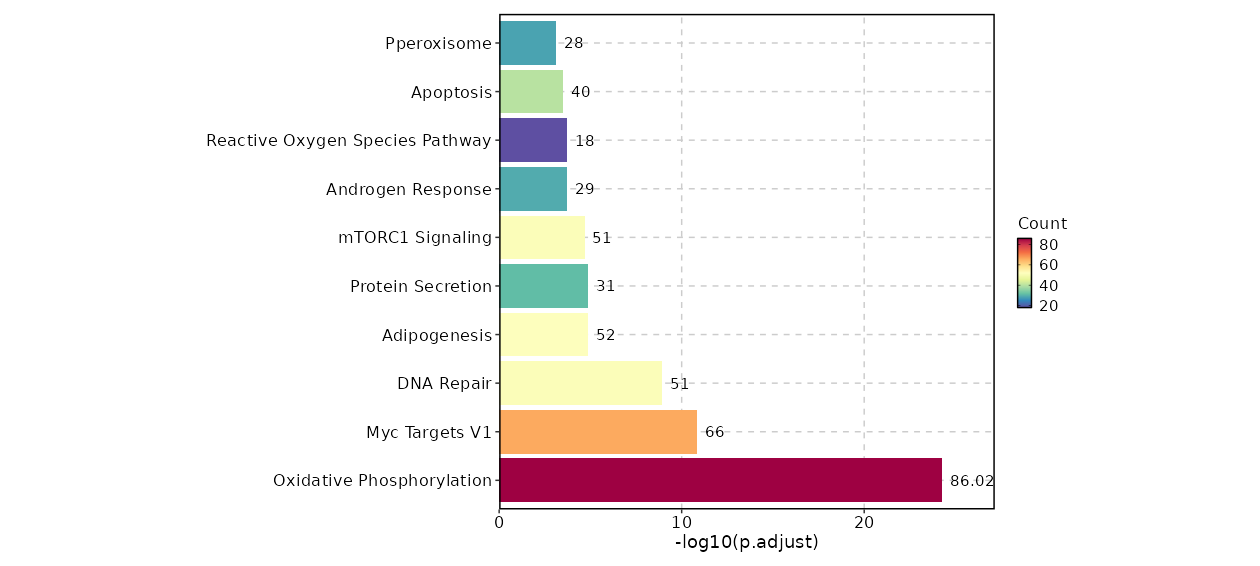 Pperoxisome 28
Apoptosis 40
Reactive Oxygen Species Pathway 18
Androgen Response 29
mTORC1 Signaling 51
Protein Secretion 31
Adipogenesis 52
DNA Repair 51
Myc Targets V1 66
Oxidative Phosphorylation 86.02
0 10 20
-log10(p.adjust)
Count
80
60
40
20